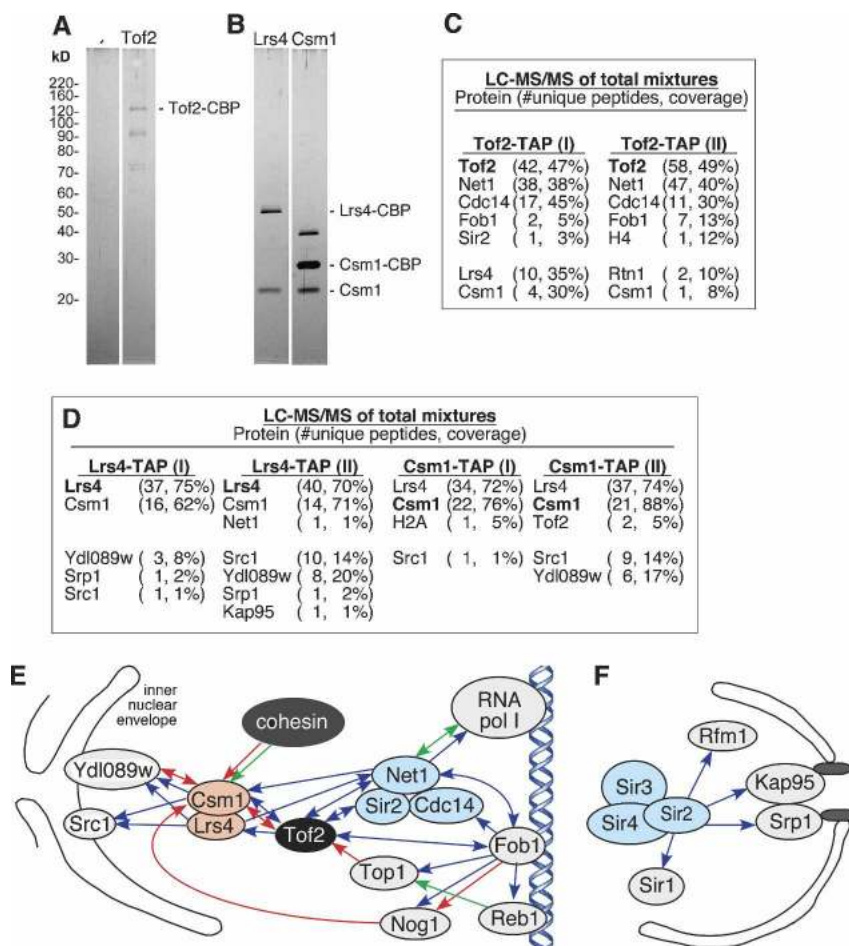 A
B
C
Tof2
Lrs4 Csm1
kD
220-
160-
120-
100-
90-
80-
70-
60-
50-
40-
30-
20-
- Tof2-CBP
- Lrs4-CBP
- Csm1-CBP
- Csm1
LC-MS/MS of total mixtures
Protein (#unique peptides, coverage)
Tof2-TAP (I) Tof2-TAP (II)
Tof2 (42, 47%) Tof2 (58, 49%)
Net1 (38, 38%) Net1 (47, 40%)
Cdc14 (17, 45%) Cdc14 (11, 30%)
Fob1 ( 2, 5%) Fob1 ( 7, 13%)
Sir2 ( 1, 3%) H4 ( 1, 12%)
Lrs4 (10, 35%) Rtn1 ( 2, 10%)
Csm1 ( 4, 30%) Csm1 ( 1, 8%)
D
LC-MS/MS of total mixtures
Protein (#unique peptides, coverage)
Lrs4-TAP (I) Lrs4-TAP (II) Csm1-TAP (I) Csm1-TAP (II)
Lrs4 (37, 75%) Lrs4 (40, 70%) Lrs4 (34, 72%) Lrs4 (37, 74%)
Csm1 (16, 62%) Csm1 (14, 71%) Csm1 (22, 76%) Csm1 (21, 88%)
Net1 ( 1, 1%) H2A ( 1, 5%) Tof2 ( 2, 5%)
Ydl089w ( 3, 8%) Src1 (10, 14%) Src1 ( 1, 1%) Src1 ( 9, 14%)
Srp1 ( 1, 2%) Ydl089w ( 8, 20%) Ydl089w ( 6, 17%)
Src1 ( 1, 1%) Srp1 ( 1, 2%)
Kap95 ( 1, 1%)
E
inner
nuclear
envelope
cohesin
RNA
pol I
Ydl089w
Net1
Csm1
Sir2
Cdc14
Src1
Lrs4
Tof2
Fob1
Top1
Nog1
Reb1
F
Rfm1
Sir3
Kap95
Sir4
Sir2
Srp1
Sir1